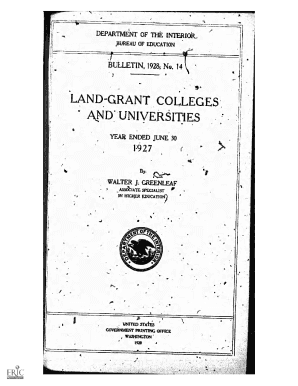 DEPARTMENT OF THE INTERIOR
BUREAU OF EDUCATION
BULLETIN, 1928, No. 14
LAND-GRANT COLLEGES
AND UNIVERSITIES
YEAR ENDED JUNE 30
1927
By
WALTER J. GREENLEAF
ASSOCIATE SPECIALIST
IN HIGHER EDUCATION
UNITED STATES
GOVERNMENT PRINTING OFFICE
WASHINGTON
1928
ERIC